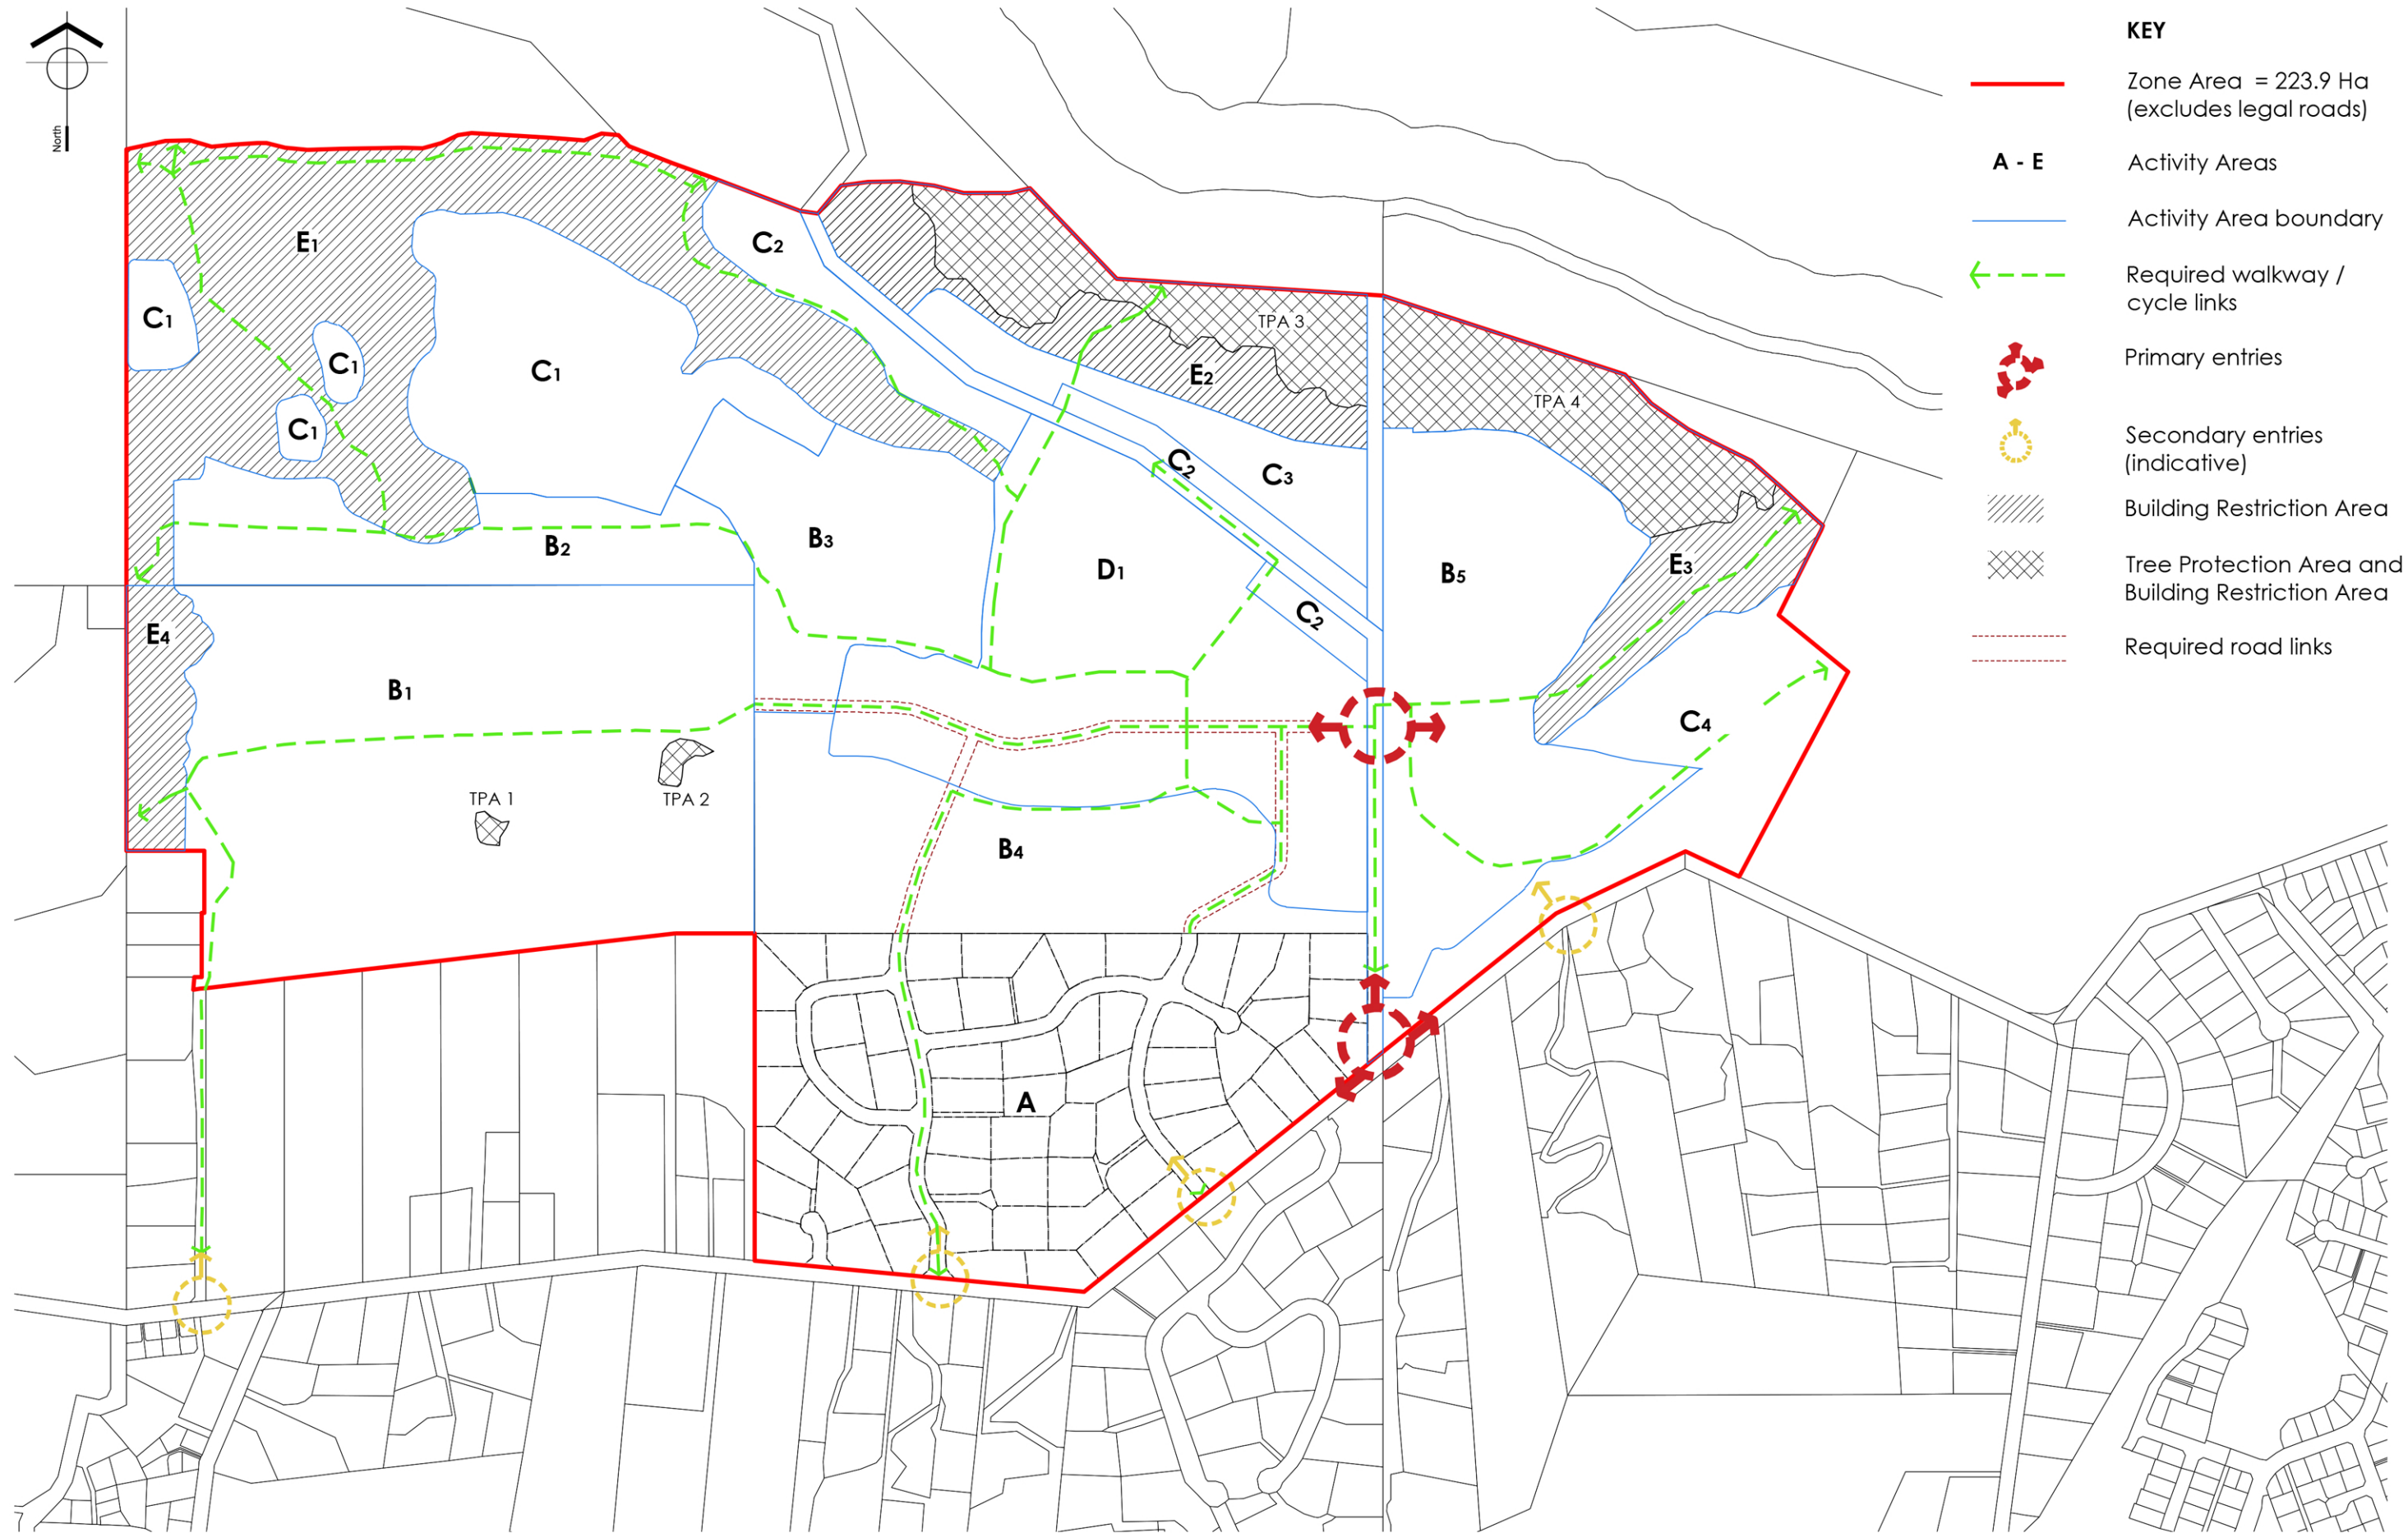 North
KEY
Zone Area = 223.9 Ha
(excludes legal roads)
A - E
Activity Areas
Activity Area boundary
Required walkway /
cycle links
Primary entries
Secondary entries
(indicative)
Building Restriction Area
Tree Protection Area and
Building Restriction Area
Required road links
E1
C2
C1
C1
C1
C1
TPA 3
E2
TPA 4
C2
C3
B2
B3
D1
B5
E3
C2
E4
B1
C4
TPA 1
TPA 2
B4
A